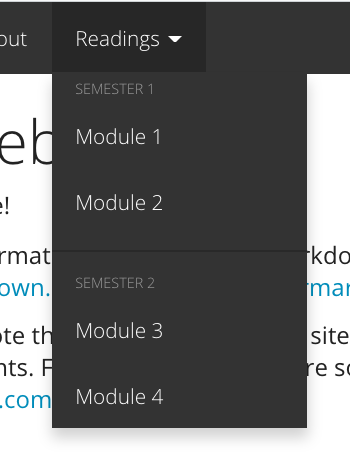 out Readings
SEMESTER 1
Module 1
eb
Module 2
e!
rmat rkdo
SEMESTER 2
own. rmar
Module 3
ote th site
nts. F re so
Module 4
.com